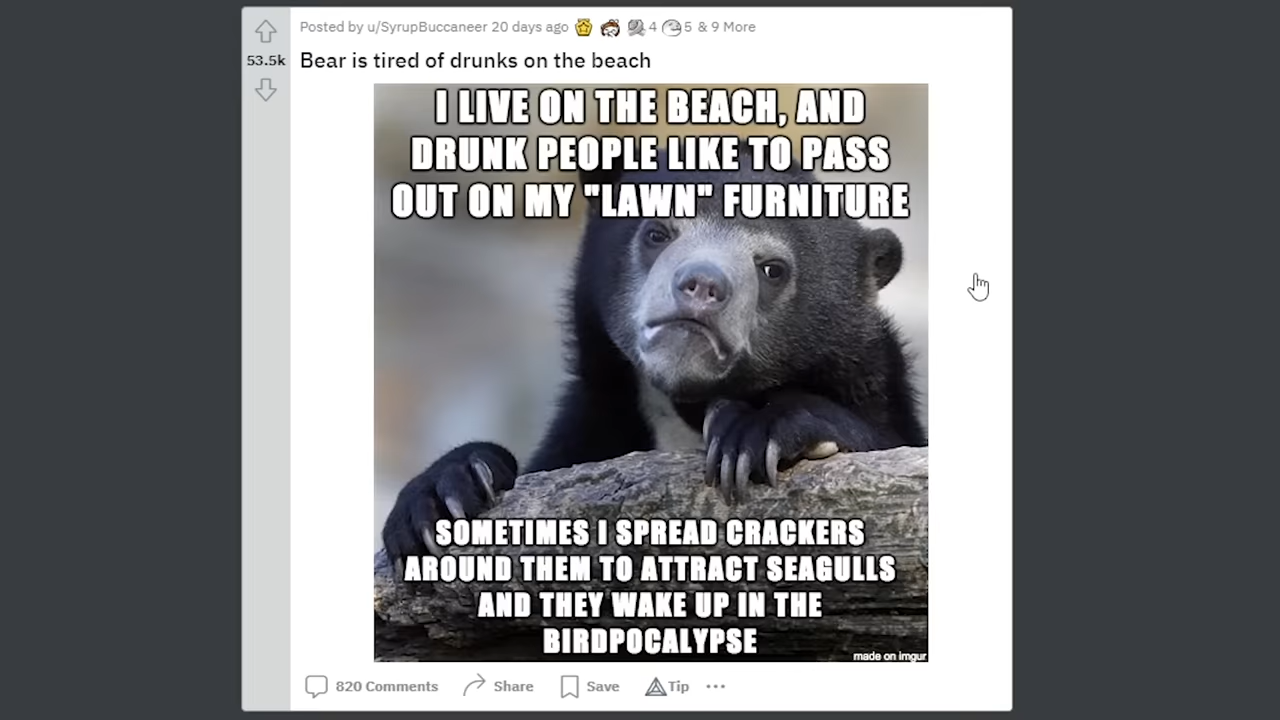 Posted by u/SyrupBuccaneer 20 days ago 4 5 & 9 More
53.5k
Bear is tired of drunks on the beach
I LIVE ON THE BEACH, AND
DRUNK PEOPLE LIKE TO PASS
OUT ON MY "LAWN" FURNITURE
SOMETIMES I SPREAD CRACKERS
AROUND THEM TO ATTRACT SEAGULLS
AND THEY WAKE UP IN THE
BIRDPOCALYPSE
made on imgur
820 Comments Share Save Tip